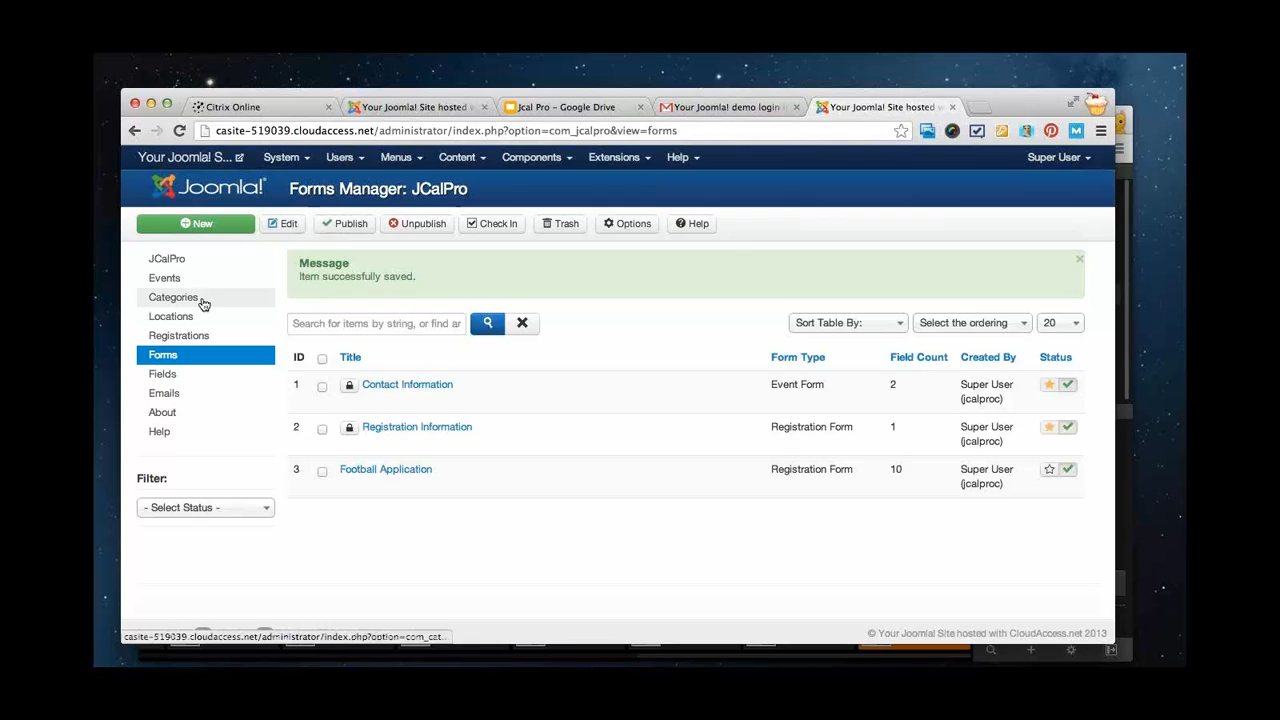 Citrix Online
Your Joomla! Site hosted w
Jcal Pro - Google Drive
Your Joomla! demo login
Your Joomla! Site hosted w
casite-519039.cloudaccess.net/administrator/index.php?option=com_jcalpro&view=forms
Your Joomla! S... System Users Menus Content Components Extensions Help Super User
Joomla!® Forms Manager: JCalPro
New Edit Publish Unpublish Check In Trash Options Help
JCalPro
Events
Categories
Locations
Registrations
Forms
Fields
Emails
About
Help
Filter:
- Select Status -
Message ×
Item successfully saved.
Search for items by string, or find ar Sort Table By: Select the ordering 20
ID Title Form Type Field Count Created By Status
1 Contact Information Event Form 2 Super User
(jcalproc)
2 Registration Information Registration Form 1 Super User
(jcalproc)
3 Football Application Registration Form 10 Super User
(jcalproc)
casite-519039.cloudaccess.net/administrator/index.php?option=com_cat...
© Your Joomla! Site hosted with CloudAccess.net 2013